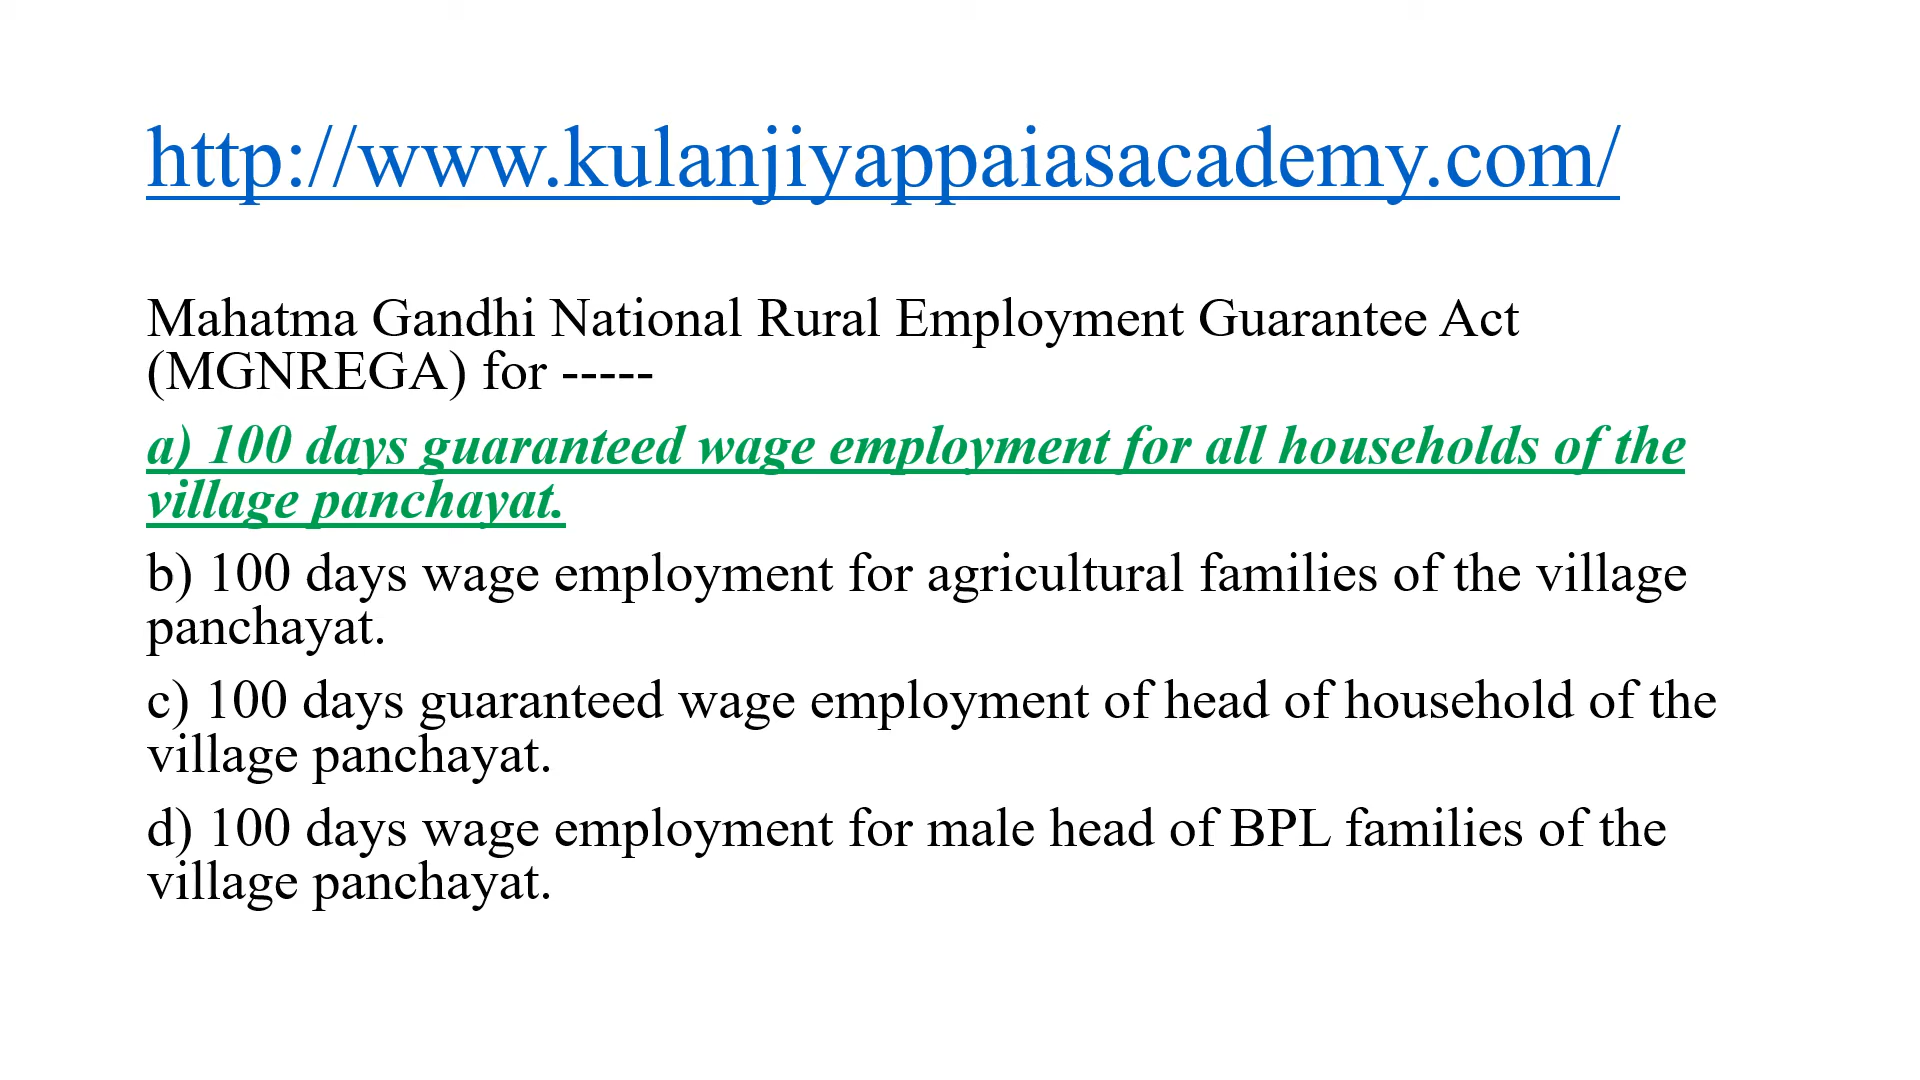 http://www.kulanjiyappaiasacademy.com/
Mahatma Gandhi National Rural Employment Guarantee Act
(MGNREGA) for -----
a) 100 days guaranteed wage employment for all households of the
village panchayat.
b) 100 days wage employment for agricultural families of the village
panchayat.
c) 100 days guaranteed wage employment of head of household of the
village panchayat.
d) 100 days wage employment for male head of BPL families of the
village panchayat.